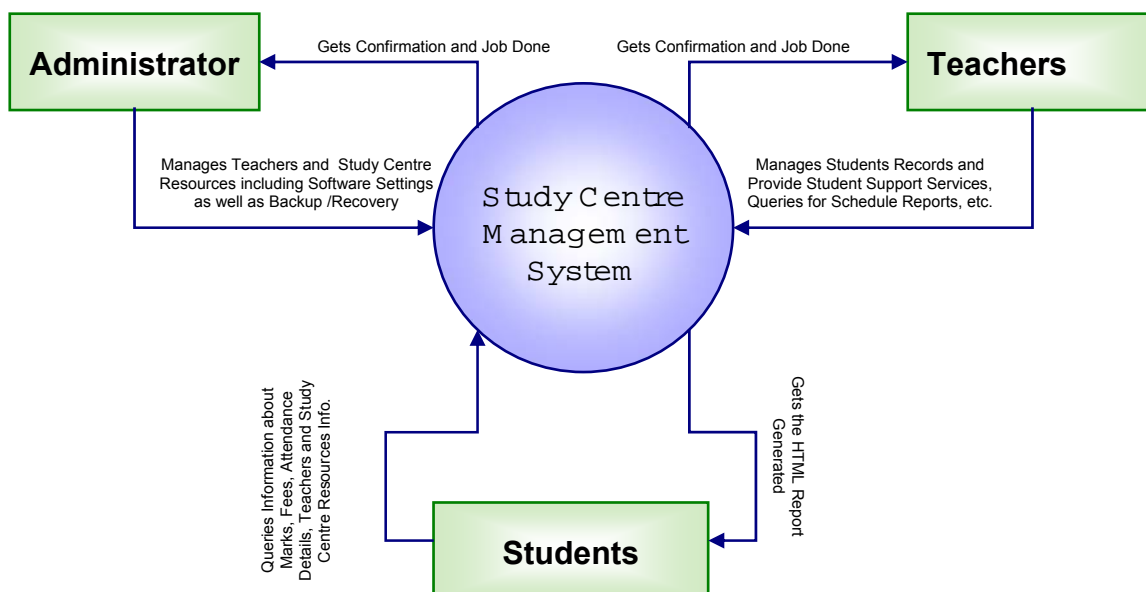 Gets Confirmation and Job Done
Gets Confirmation and Job Done
Administrator
Teachers
Manages Teachers and Study Centre
Resources including Software Settings
as well as Backup /Recovery
Manages Students Records and
Provide Student Support Services,
Queries for Schedule Reports, etc.
Study Centre
Management
System
Queries Information about
Marks, Fees, Attendance
Details, Teachers and Study
Centre Resources Info.
Gets the HTML Report
Generated
Students